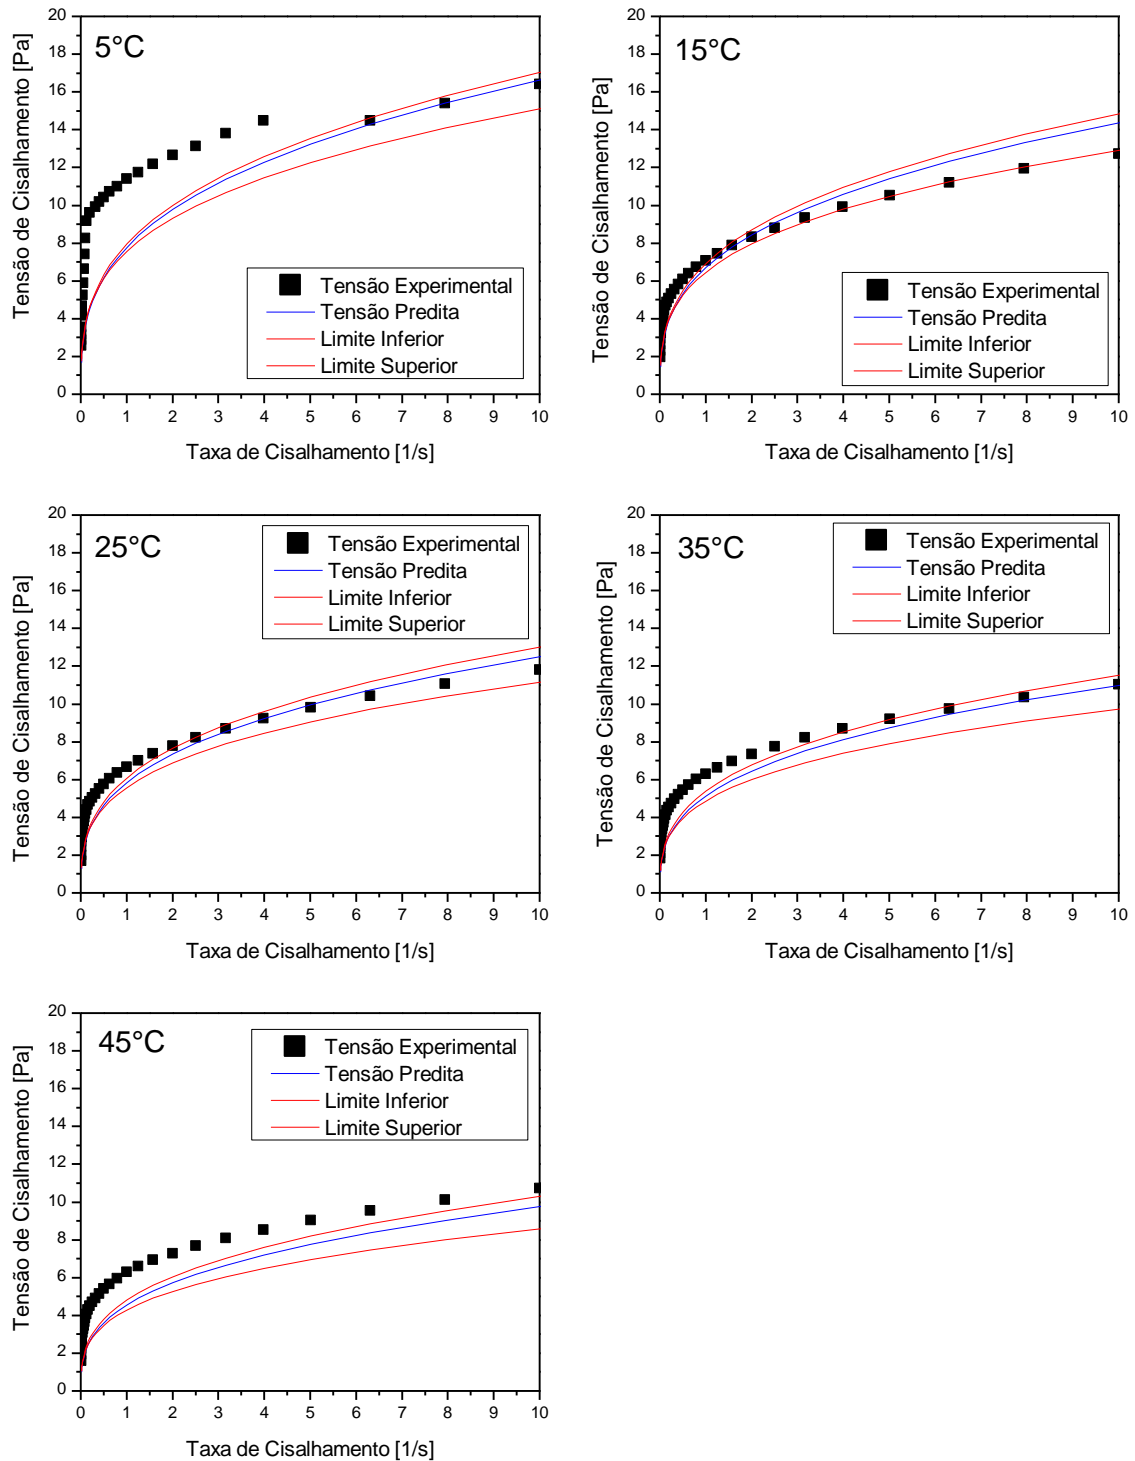 5°C
Tensão de Cisalhamento [Pa]
20
18
16
14
12
10
8
6
4
2
0
Tensão Experimental
Tensão Predita
Limite Inferior
Limite Superior
0 1 2 3 4 5 6 7 8 9 10
Taxa de Cisalhamento [1/s]
15°C
Tensão de Cisalhamento [Pa]
20
18
16
14
12
10
8
6
4
2
0
Tensão Experimental
Tensão Predita
Limite Inferior
Limite Superior
0 1 2 3 4 5 6 7 8 9 10
Taxa de Cisalhamento [1/s]
25°C
Tensão de Cisalhamento [Pa]
20
18
16
14
12
10
8
6
4
2
0
Tensão Experimental
Tensão Predita
Limite Inferior
Limite Superior
0 1 2 3 4 5 6 7 8 9 10
Taxa de Cisalhamento [1/s]
35°C
Tensão de Cisalhamento [Pa]
20
18
16
14
12
10
8
6
4
2
0
Tensão Experimental
Tensão Predita
Limite Inferior
Limite Superior
0 1 2 3 4 5 6 7 8 9 10
Taxa de Cisalhamento [1/s]
45°C
Tensão de Cisalhamento [Pa]
20
18
16
14
12
10
8
6
4
2
0
Tensão Experimental
Tensão Predita
Limite Inferior
Limite Superior
0 1 2 3 4 5 6 7 8 9 10
Taxa de Cisalhamento [1/s]